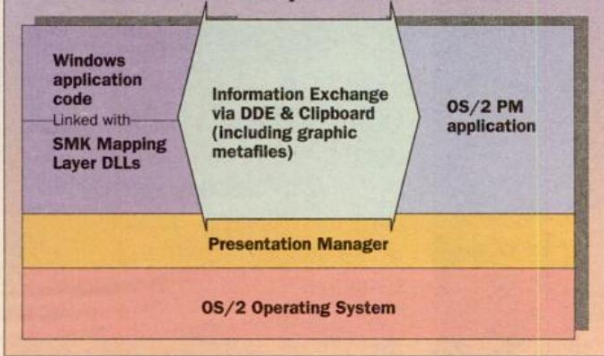 Windows
application
code
Linked with
SMK Mapping
Layer DLLs
Information Exchange
via DDE & Clipboard
(including graphic
metafiles)
OS/2 PM
application
Presentation Manager
OS/2 Operating System